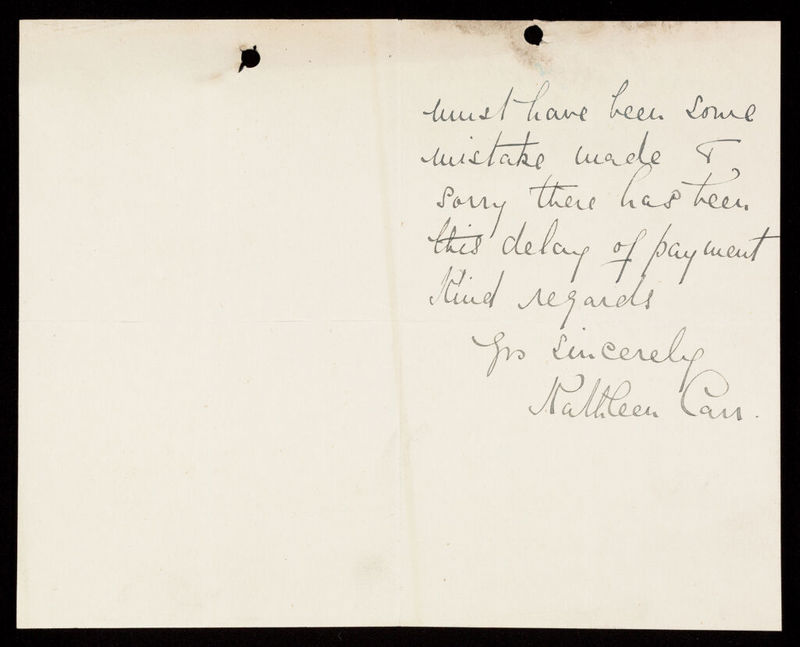 must have been some
mistake made &
sorry there has been
this delay of payment
Kind regards
Yrs sincerely
Kathleen Carr.